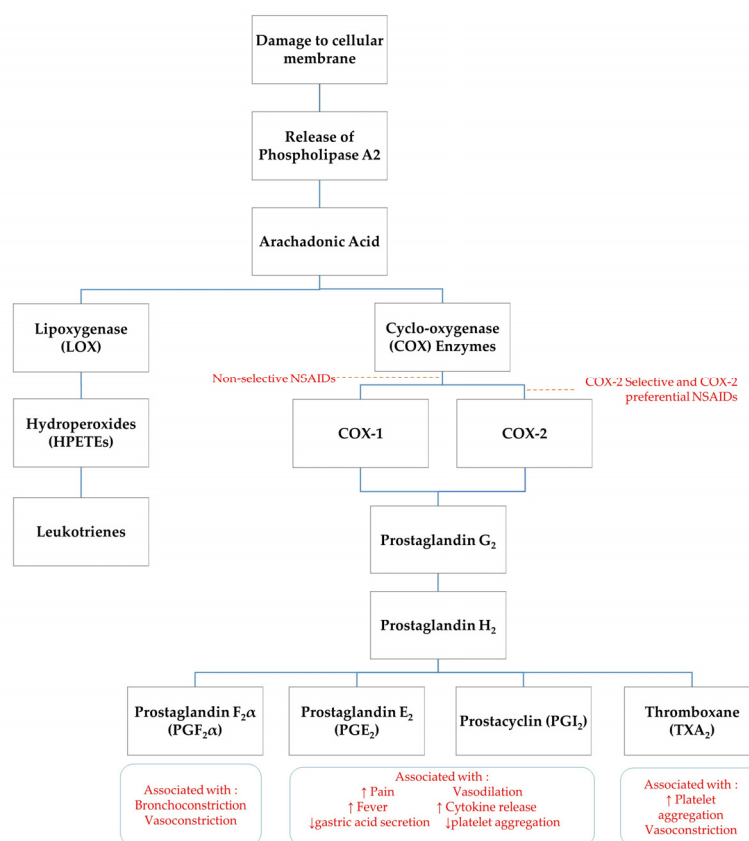 Damage to cellular
membrane
Release of
Phospholipase A2
Arachadonic Acid
Lipoxygenase
(LOX)
Cyclo-oxygenase
(COX) Enzymes
Non-selective NSAIDs
COX-2 Selective and COX-2
preferential NSAIDs
Hydroperoxides
(HPETEs)
COX-1
COX-2
Leukotrienes
Prostaglandin G₂
Prostaglandin H₂
Prostaglandin F₂α
(PGF₂α)
Prostaglandin E₂
(PGE₂)
Prostacyclin (PGI₂)
Thromboxane
(TXA₂)
Associated with :
Bronchoconstriction
Vasoconstriction
Associated with :
↑ Pain Vasodilation
↑ Fever ↑ Cytokine release
↓gastric acid secretion ↓platelet aggregation
Associated with :
↑ Platelet
aggregation
Vasoconstriction